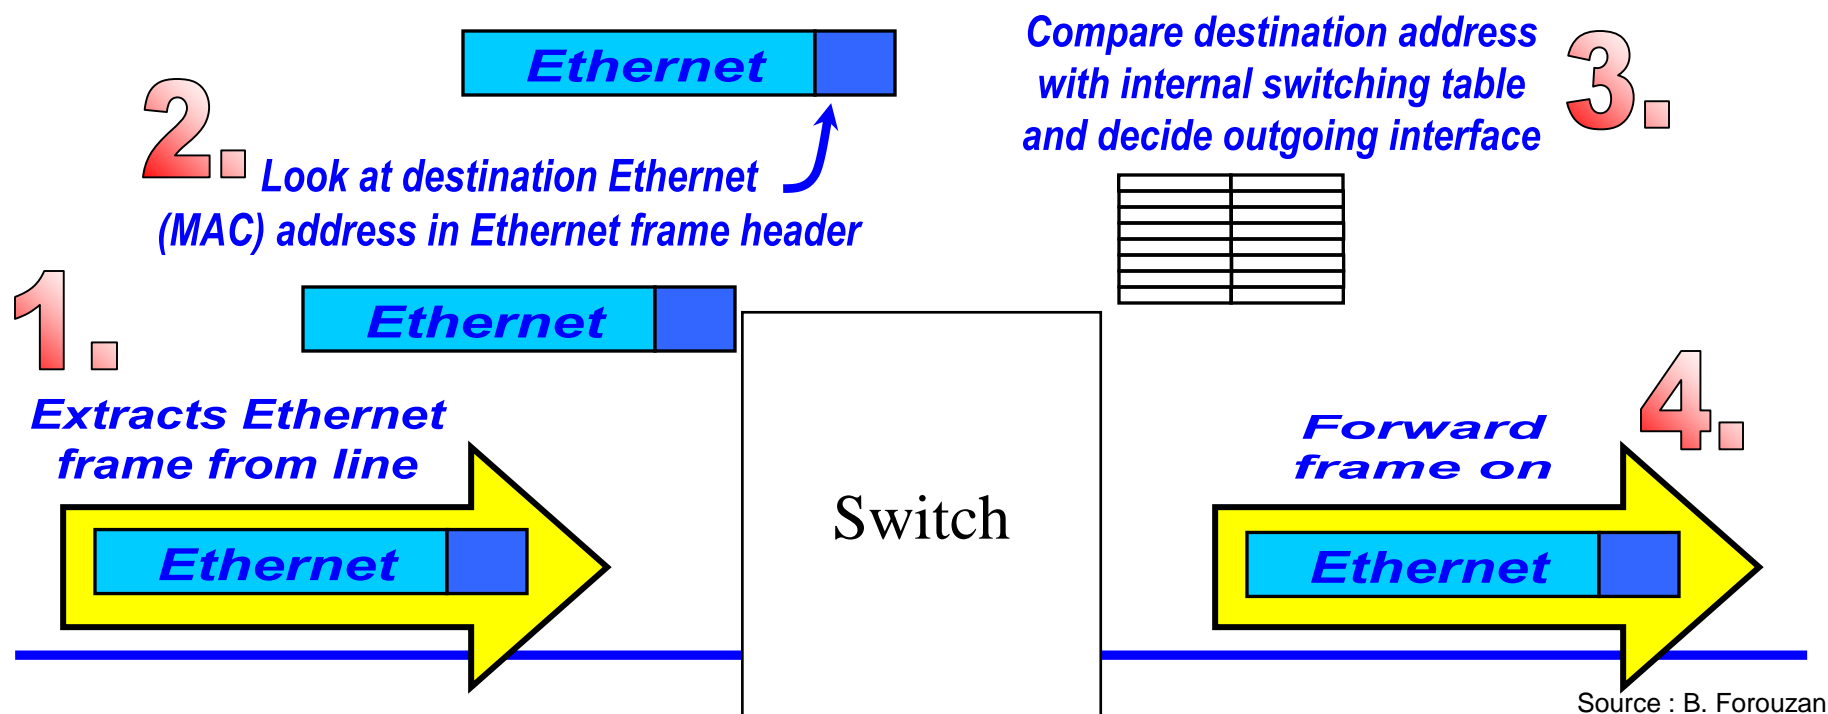 1.
Extracts Ethernet
frame from line
Ethernet
Ethernet
2.
Ethernet
Look at destination Ethernet
(MAC) address in Ethernet frame header
Switch
3.
Compare destination address
with internal switching table
and decide outgoing interface
4.
Forward
frame on
Ethernet
Source : B. Forouzan